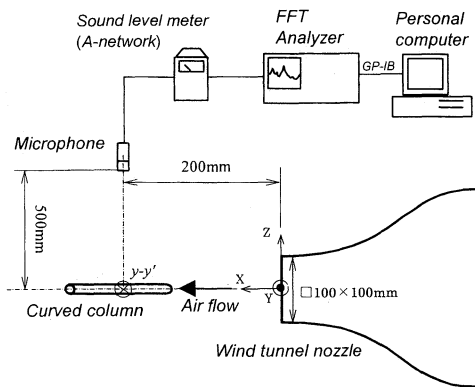 Sound level meter
(A-network)
FFT
Analyzer
Personal
computer
GP-IB
Microphone
200mm
500mm
Z
y-y'
X
Y
□100×100mm
Air flow
Curved column
Wind tunnel nozzle